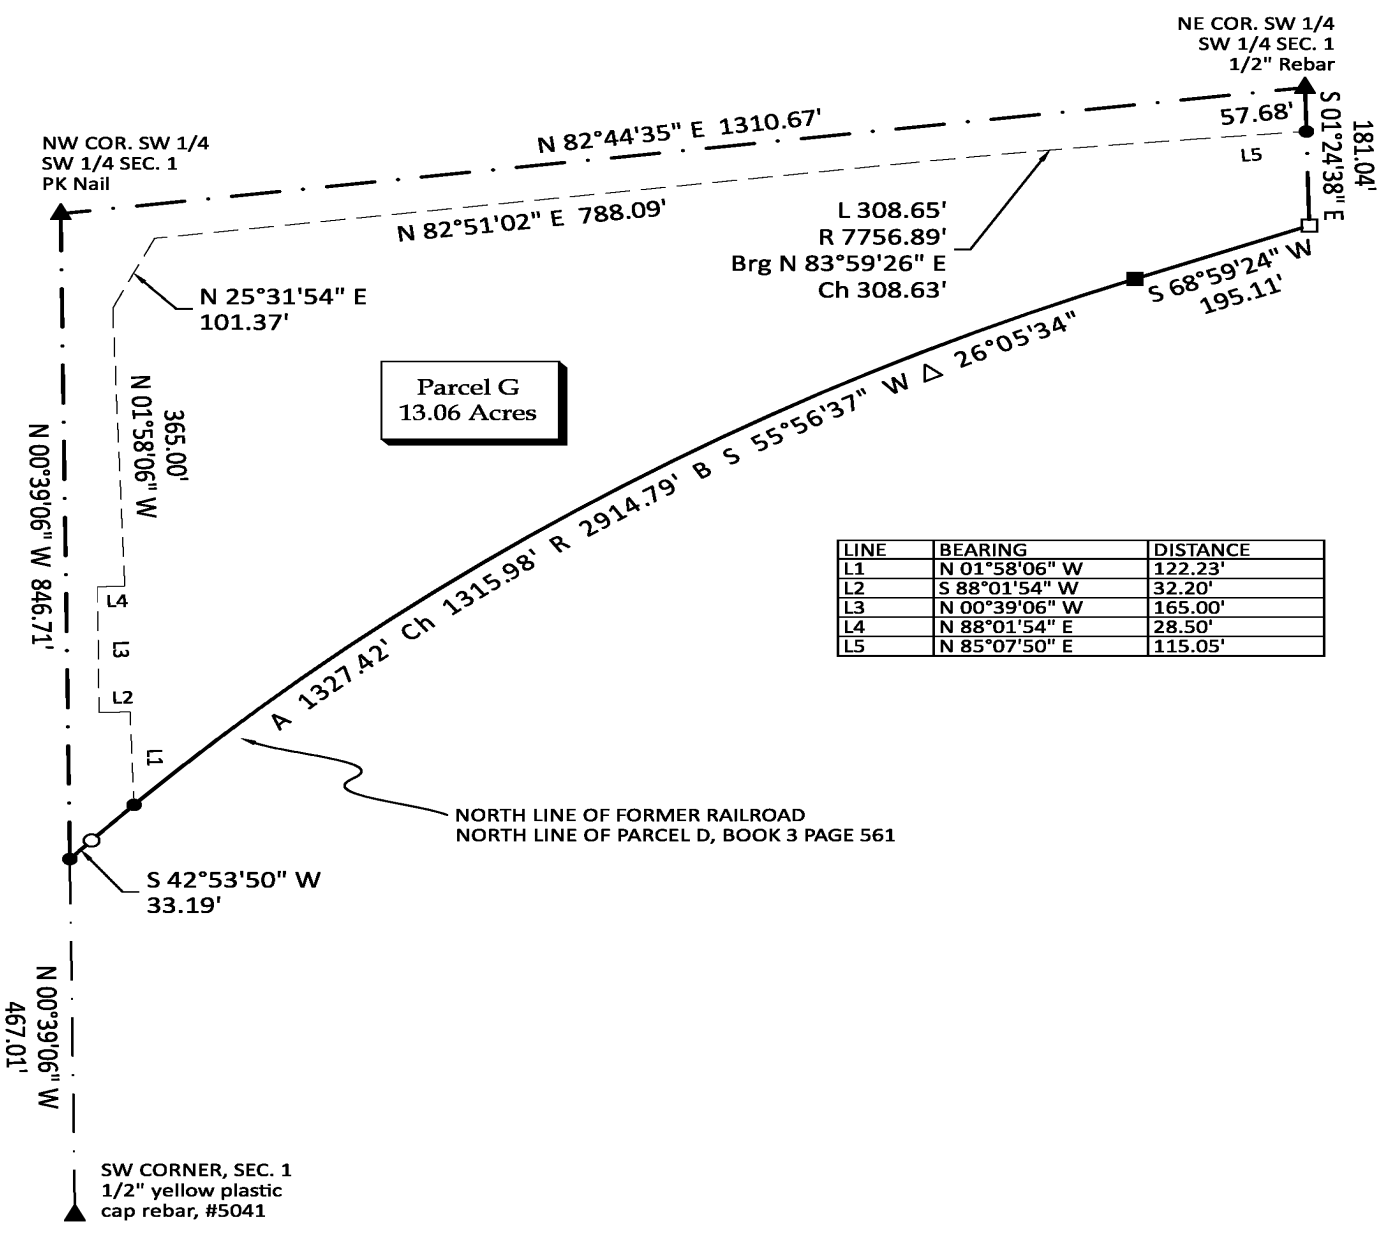 NE COR. SW 1/4
SW 1/4 SEC. 1
1/2" Rebar
57.68'
S 01°24'38" E
181.04'
N 82°44'35" E 1310.67'
NW COR. SW 1/4
SW 1/4 SEC. 1
PK Nail
L5
N 82°51'02" E 788.09'
L 308.65'
R 7756.89'
Brg N 83°59'26" E
Ch 308.63'
S 68°59'24" W
195.11'
N 25°31'54" E
101.37'
Parcel G
13.06 Acres
N 01°58'06" W
365.00'
N 00°39'06" W 846.71'
A 1327.42' Ch 1315.98' R 2914.79' B S 55°56'37" W △ 26°05'34"
LINE BEARING DISTANCE
L1 N 01°58'06" W 122.23'
L2 S 88°01'54" W 32.20'
L3 N 00°39'06" W 165.00'
L4 N 88°01'54" E 28.50'
L5 N 85°07'50" E 115.05'
L4
L3
L2
L1
NORTH LINE OF FORMER RAILROAD
NORTH LINE OF PARCEL D, BOOK 3 PAGE 561
S 42°53'50" W
33.19'
N 00°39'06" W
467.01'
SW CORNER, SEC. 1
1/2" yellow plastic
cap rebar, #5041